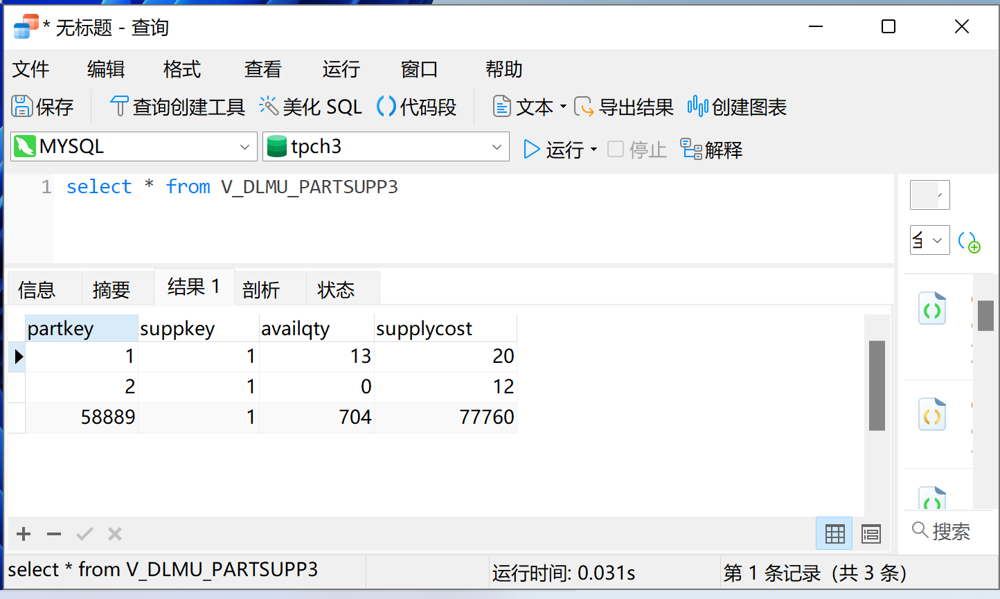 * 无标题 - 查询
文件 编辑 格式 查看 运行 窗口 帮助
保存 查询创建工具 美化 SQL 代码段 文本 导出结果 创建图表
MYSQL tpch3 运行 停止 解释
1 select * from V_DLMU_PARTSUPP3
信息 摘要 结果 1 剖析 状态
partkey suppkey availqty supplycost
1 1 13 20
2 1 0 12
58889 1 704 77760
搜索
select * from V_DLMU_PARTSUPP3 运行时间: 0.031s 第 1 条记录 (共 3 条)